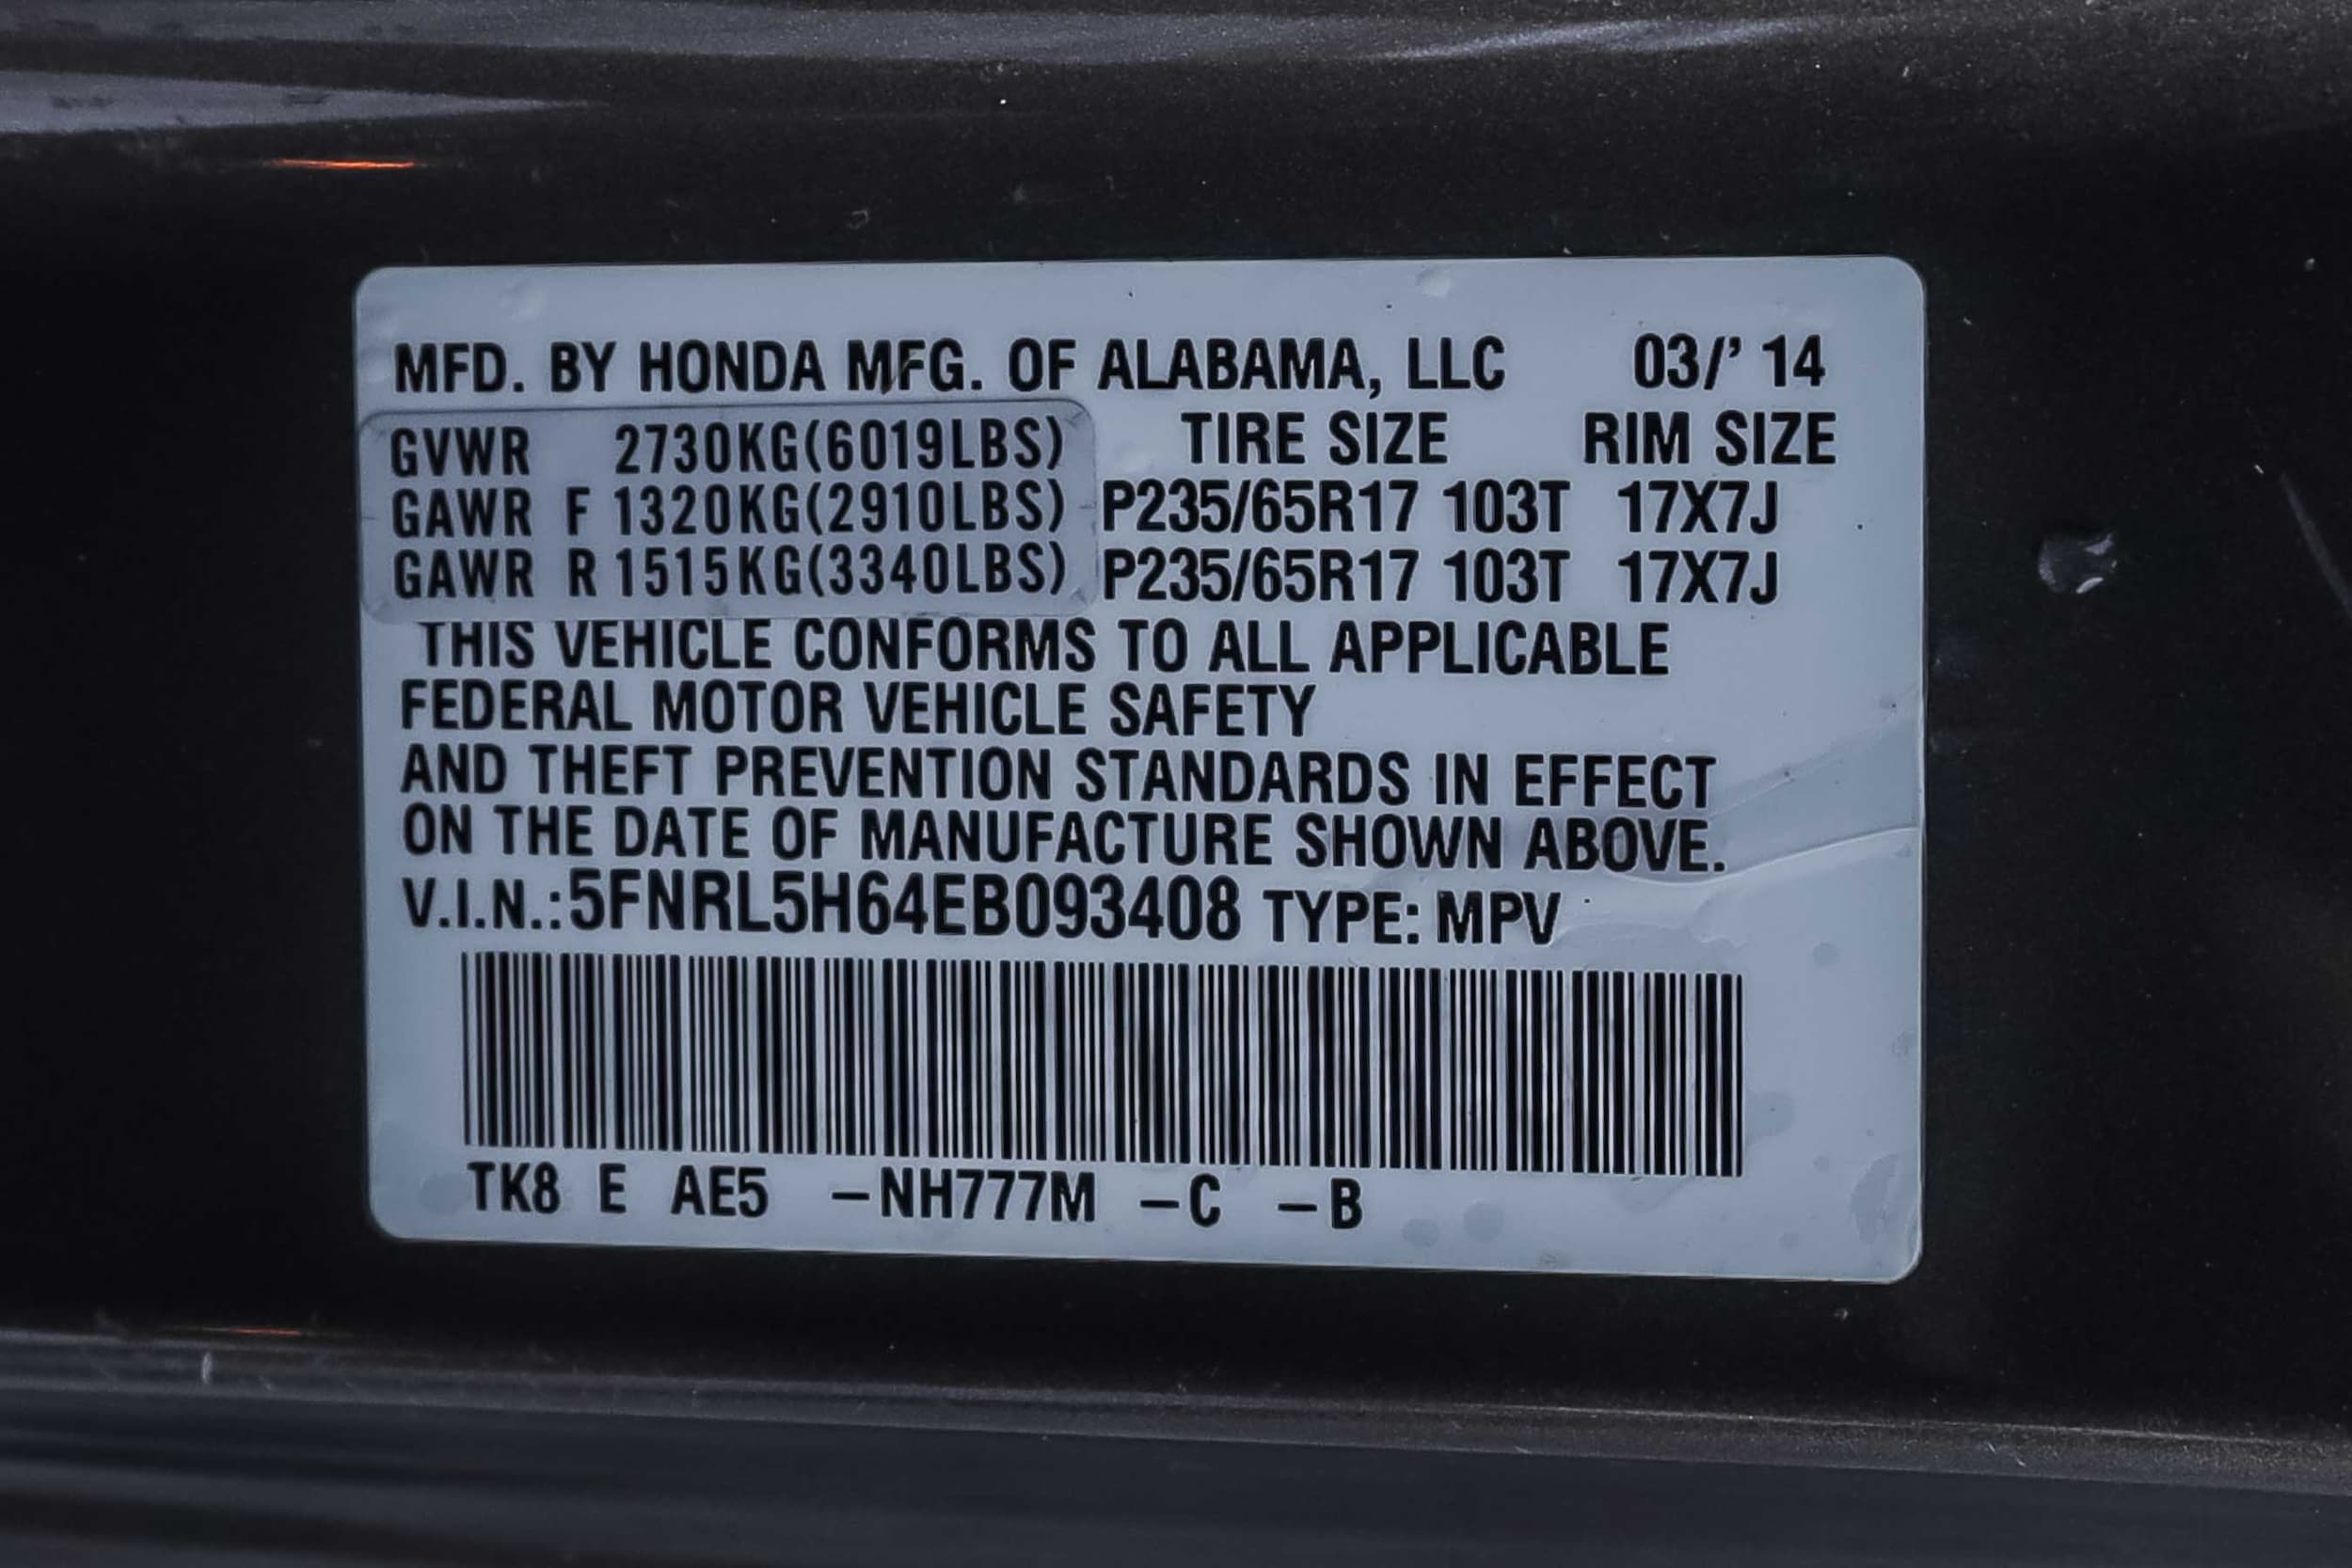 MFD. BY HONDA MFG. OF ALABAMA, LLC 03/' 14
GVWR 2730KG(6019LBS) TIRE SIZE RIM SIZE
GAWR F 1320KG(2910LBS) P235/65R17 103T 17X7J
GAWR R 1515KG(3340LBS) P235/65R17 103T 17X7J
THIS VEHICLE CONFORMS TO ALL APPLICABLE
FEDERAL MOTOR VEHICLE SAFETY
AND THEFT PREVENTION STANDARDS IN EFFECT
ON THE DATE OF MANUFACTURE SHOWN ABOVE.
V.I.N.:5FNRL5H64EB093408 TYPE: MPV
TK8 E AE5 –NH777M –C –B